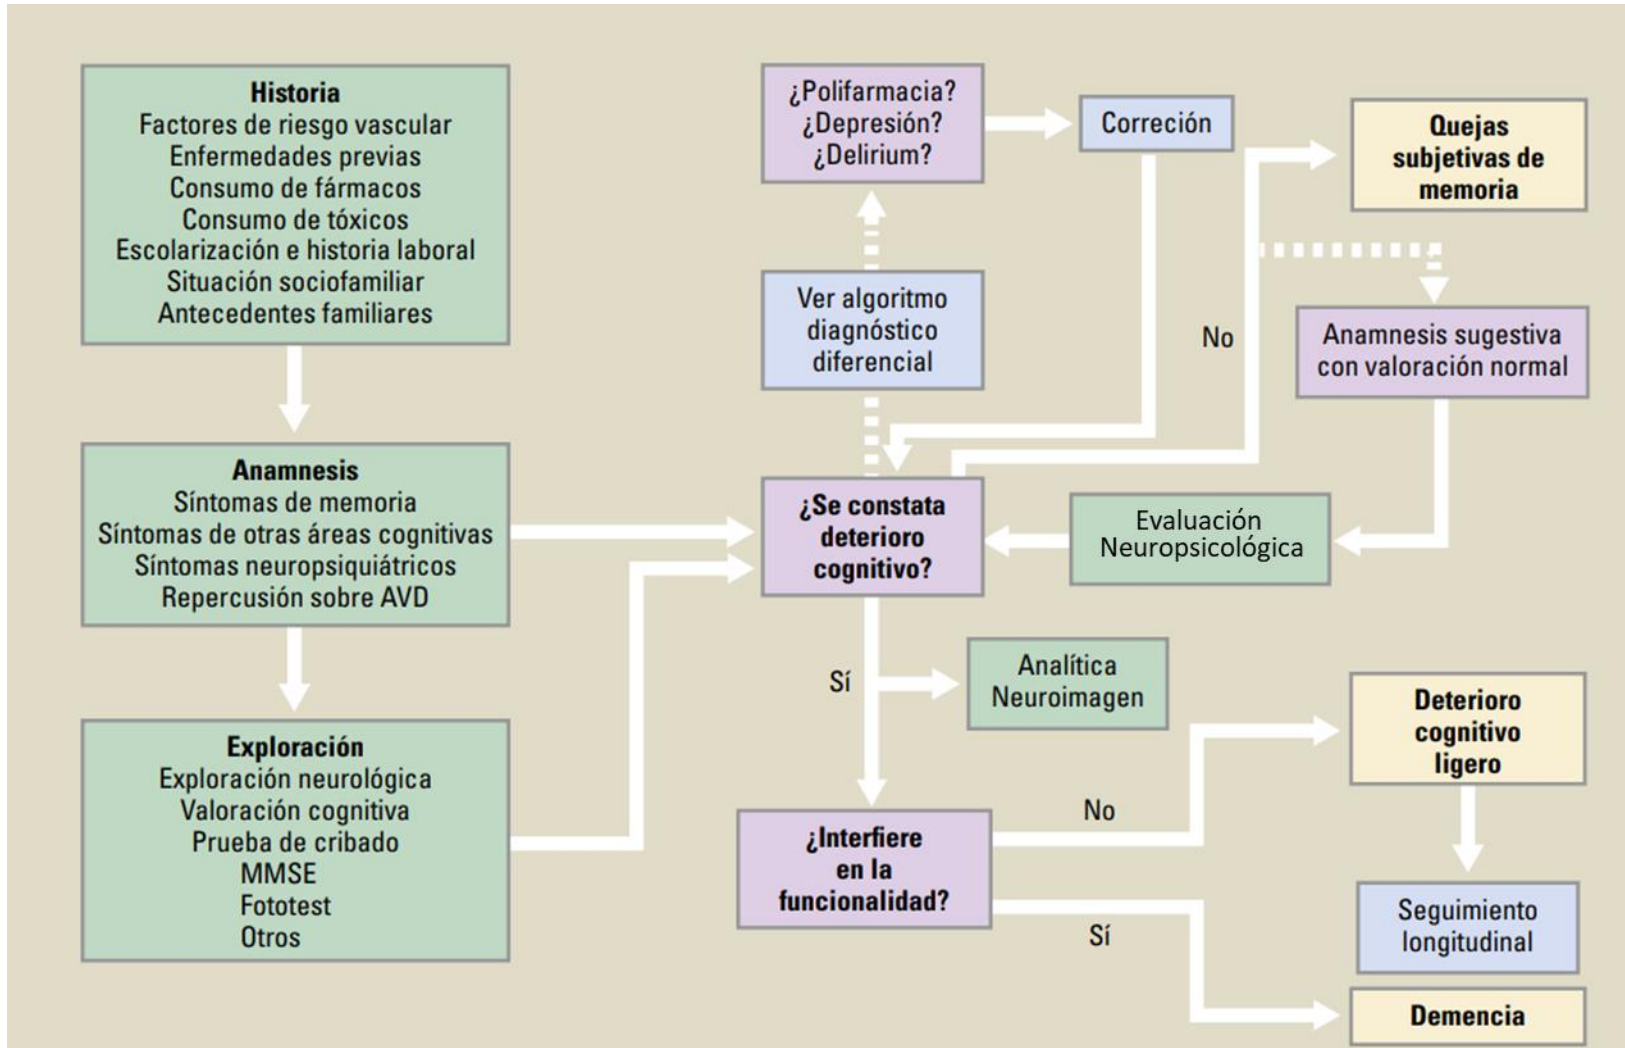 Historia
Factores de riesgo vascular
Enfermedades previas
Consumo de fármacos
Consumo de tóxicos
Escolarización e historia laboral
Situación sociofamiliar
Antecedentes familiares
Anamnesis
Síntomas de memoria
Síntomas de otras áreas cognitivas
Síntomas neuropsiquiátricos
Repercusión sobre AVD
Exploración
Exploración neurológica
Valoración cognitiva
Prueba de cribado
MMSE
Fototest
Otros
¿Polifarmacia?
¿Depresión?
¿Delirium?
Correción
Ver algoritmo
diagnóstico
diferencial
¿Se constata
deterioro
cognitivo?
No
Quejas
subjetivas de
memoria
Anamnesis sugestiva
con valoración normal
Evaluación
Neuropsicológica
Sí
Analítica
Neuroimagen
¿Interfiere
en la
funcionalidad?
No
Deterioro
cognitivo
ligero
Seguimiento
longitudinal
Sí
Demencia